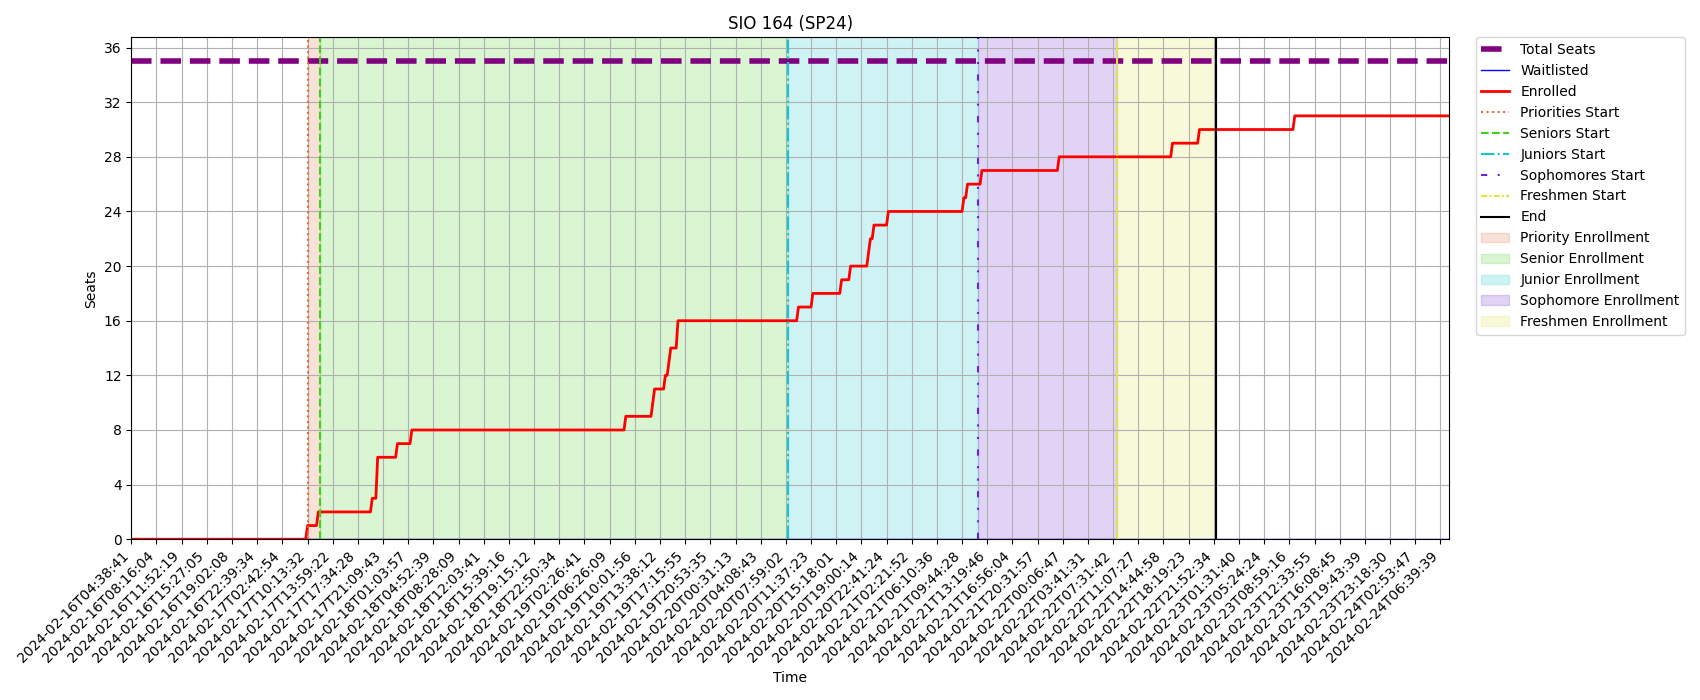 SIO 164 (SP24)
36
32
28
24
20
16
12
8
4
0
Seats
2024-02-16T04:38:41
2024-02-16T08:16:04
2024-02-16T11:52:19
2024-02-16T15:27:05
2024-02-16T19:02:08
2024-02-16T22:39:34
2024-02-17T02:42:54
2024-02-17T10:13:32
2024-02-17T13:59:22
2024-02-17T17:34:28
2024-02-17T21:09:43
2024-02-18T01:03:57
2024-02-18T04:52:39
2024-02-18T08:28:09
2024-02-18T12:03:41
2024-02-18T15:39:16
2024-02-18T19:15:12
2024-02-18T22:50:34
2024-02-19T02:26:41
2024-02-19T06:26:09
2024-02-19T10:01:56
2024-02-19T13:38:12
2024-02-19T17:15:55
2024-02-19T20:53:35
2024-02-20T00:31:13
2024-02-20T04:08:43
2024-02-20T07:59:02
2024-02-20T11:37:23
2024-02-20T15:18:01
2024-02-20T19:00:14
2024-02-20T22:41:24
2024-02-21T02:21:52
2024-02-21T06:10:36
2024-02-21T09:44:28
2024-02-21T13:19:46
2024-02-21T16:56:04
2024-02-21T20:31:57
2024-02-22T00:06:47
2024-02-22T03:41:31
2024-02-22T07:31:42
2024-02-22T11:07:27
2024-02-22T14:44:58
2024-02-22T18:19:23
2024-02-22T21:52:34
2024-02-23T01:31:40
2024-02-23T05:24:24
2024-02-23T08:59:16
2024-02-23T12:33:55
2024-02-23T16:08:45
2024-02-23T19:43:39
2024-02-23T23:18:30
2024-02-24T02:53:47
2024-02-24T06:39:39
Time
Total Seats
Waitlisted
Enrolled
Priorities Start
Seniors Start
Juniors Start
Sophomores Start
Freshmen Start
End
Priority Enrollment
Senior Enrollment
Junior Enrollment
Sophomore Enrollment
Freshmen Enrollment